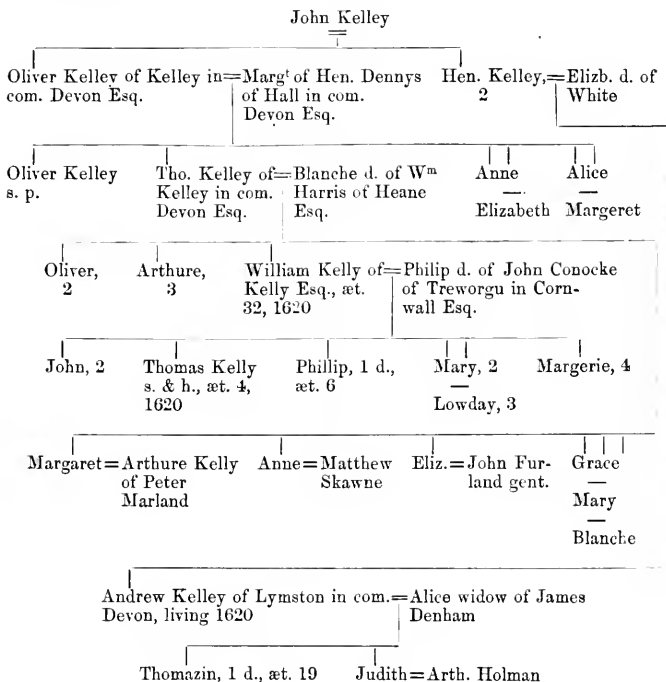 John Kelley
Oliver Kelley of Kelley in=Margᵗ of Hen. Dennys Hen. Kelley,=Elizb. d. of
com. Devon Esq. of Hall in com. 2 White
Devon Esq.
Oliver Kelley Tho. Kelley of=Blanche d. of Wᵐ Anne Alice
s. p. Kelley in com. Harris of Heane — —
Devon Esq. Esq. Elizabeth Margeret
Oliver, Arthure, William Kelly of=Philip d. of John Conocke
2 3 Kelly Esq., æt. of Treworgu in Corn-
32, 1620 wall Esq.
John, 2 Thomas Kelly Phillip, 1 d., Mary, 2 Margerie, 4
s. & h., æt. 4, æt. 6 —
1620 Lowday, 3
Margaret=Arthure Kelly Anne=Matthew Eliz.=John Fur- Grace
of Peter Skawne land gent. —
Marland Mary
—
Blanche
Andrew Kelley of Lymston in com.=Alice widow of James
Devon, living 1620 Denham
Thomazin, 1 d., æt. 19 Judith=Arth. Holman